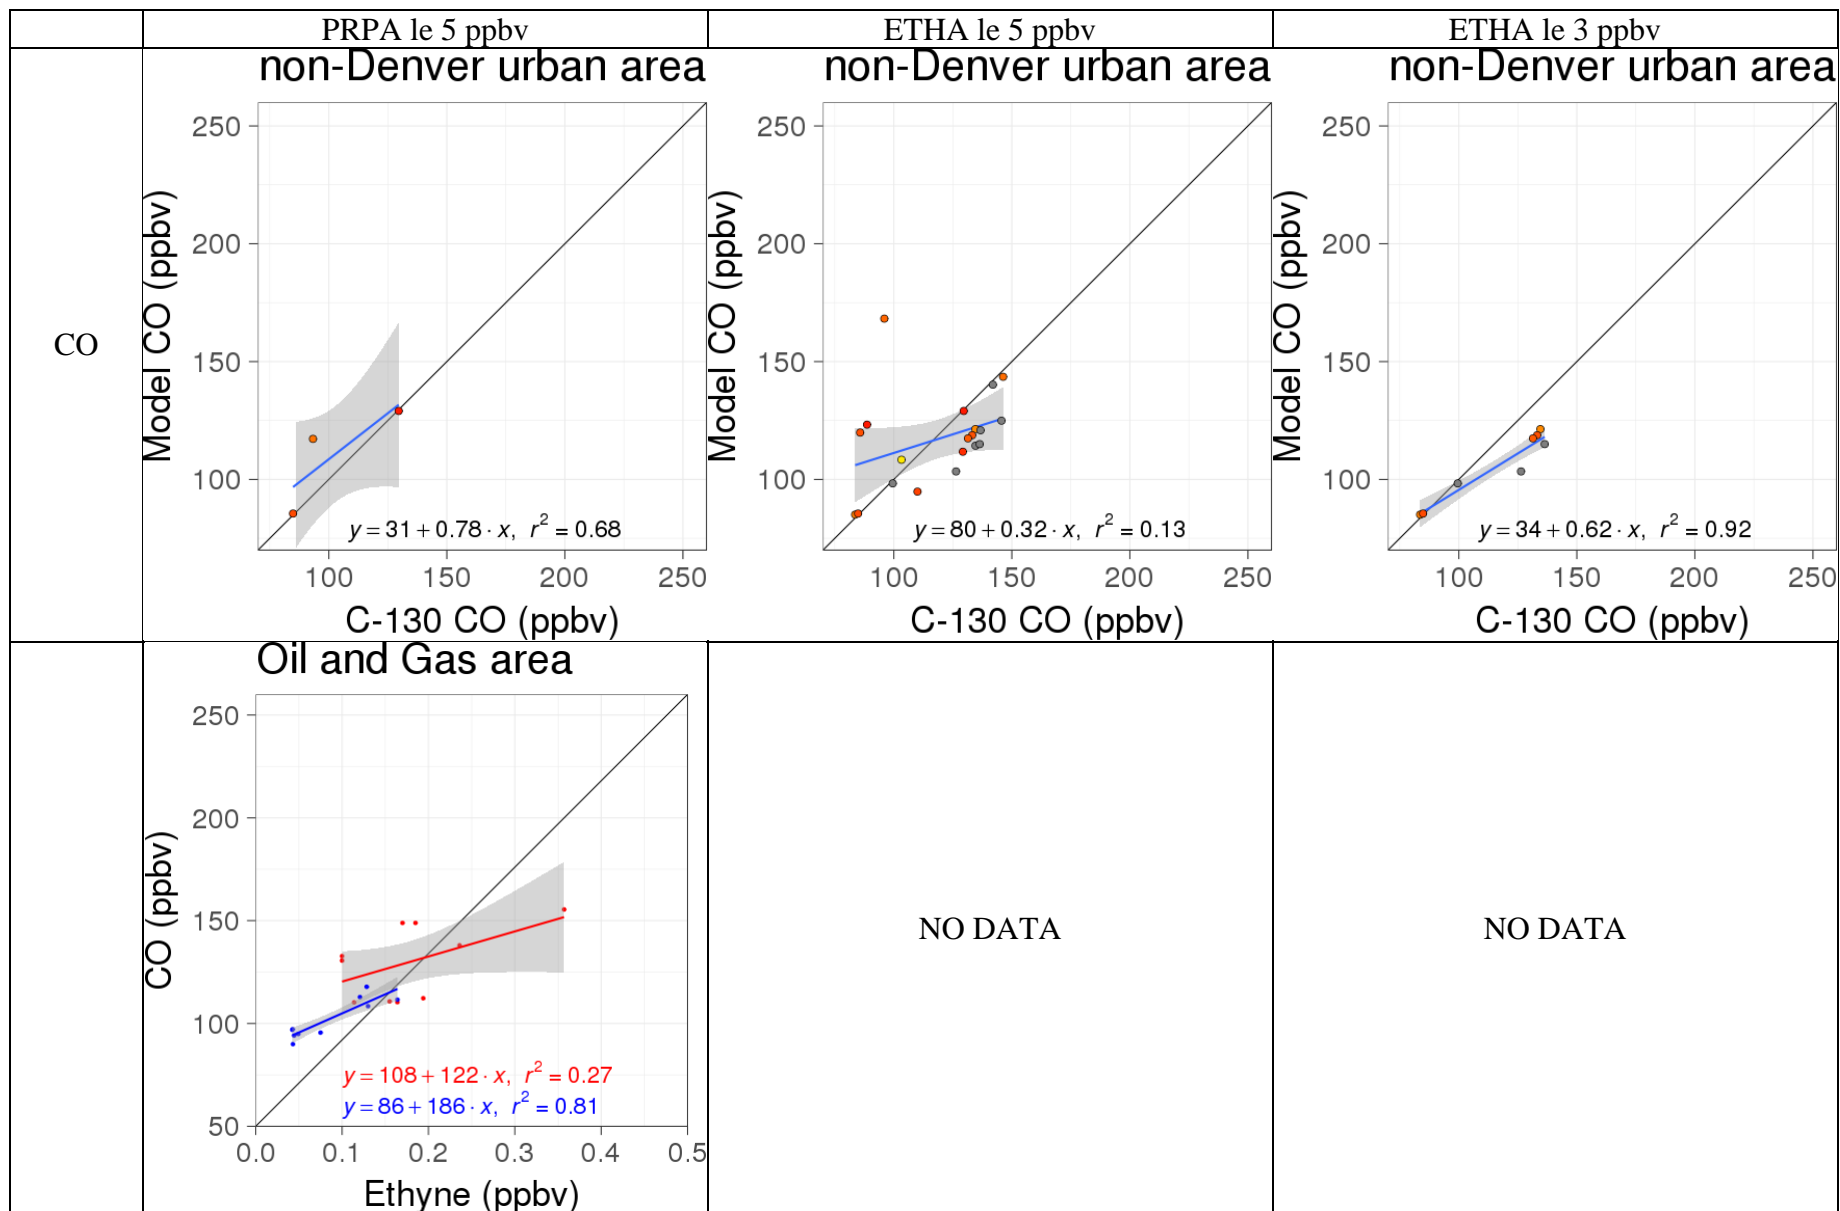 PRPA le 5 ppbv
ETHA le 5 ppbv
ETHA le 3 ppbv
CO
non-Denver urban area
250
200
150
100
Model CO (ppbv)
y = 31 + 0.78 · x, r² = 0.68
100 150 200 250
C-130 CO (ppbv)
non-Denver urban area
250
200
150
100
Model CO (ppbv)
y = 80 + 0.32 · x, r² = 0.13
100 150 200 250
C-130 CO (ppbv)
non-Denver urban area
250
200
150
100
Model CO (ppbv)
y = 34 + 0.62 · x, r² = 0.92
100 150 200 250
C-130 CO (ppbv)
Oil and Gas area
250
200
150
100
50
CO (ppbv)
y = 108 + 122 · x, r² = 0.27
y = 86 + 186 · x, r² = 0.81
0.0 0.1 0.2 0.3 0.4 0.5
Ethyne (ppbv)
NO DATA
NO DATA